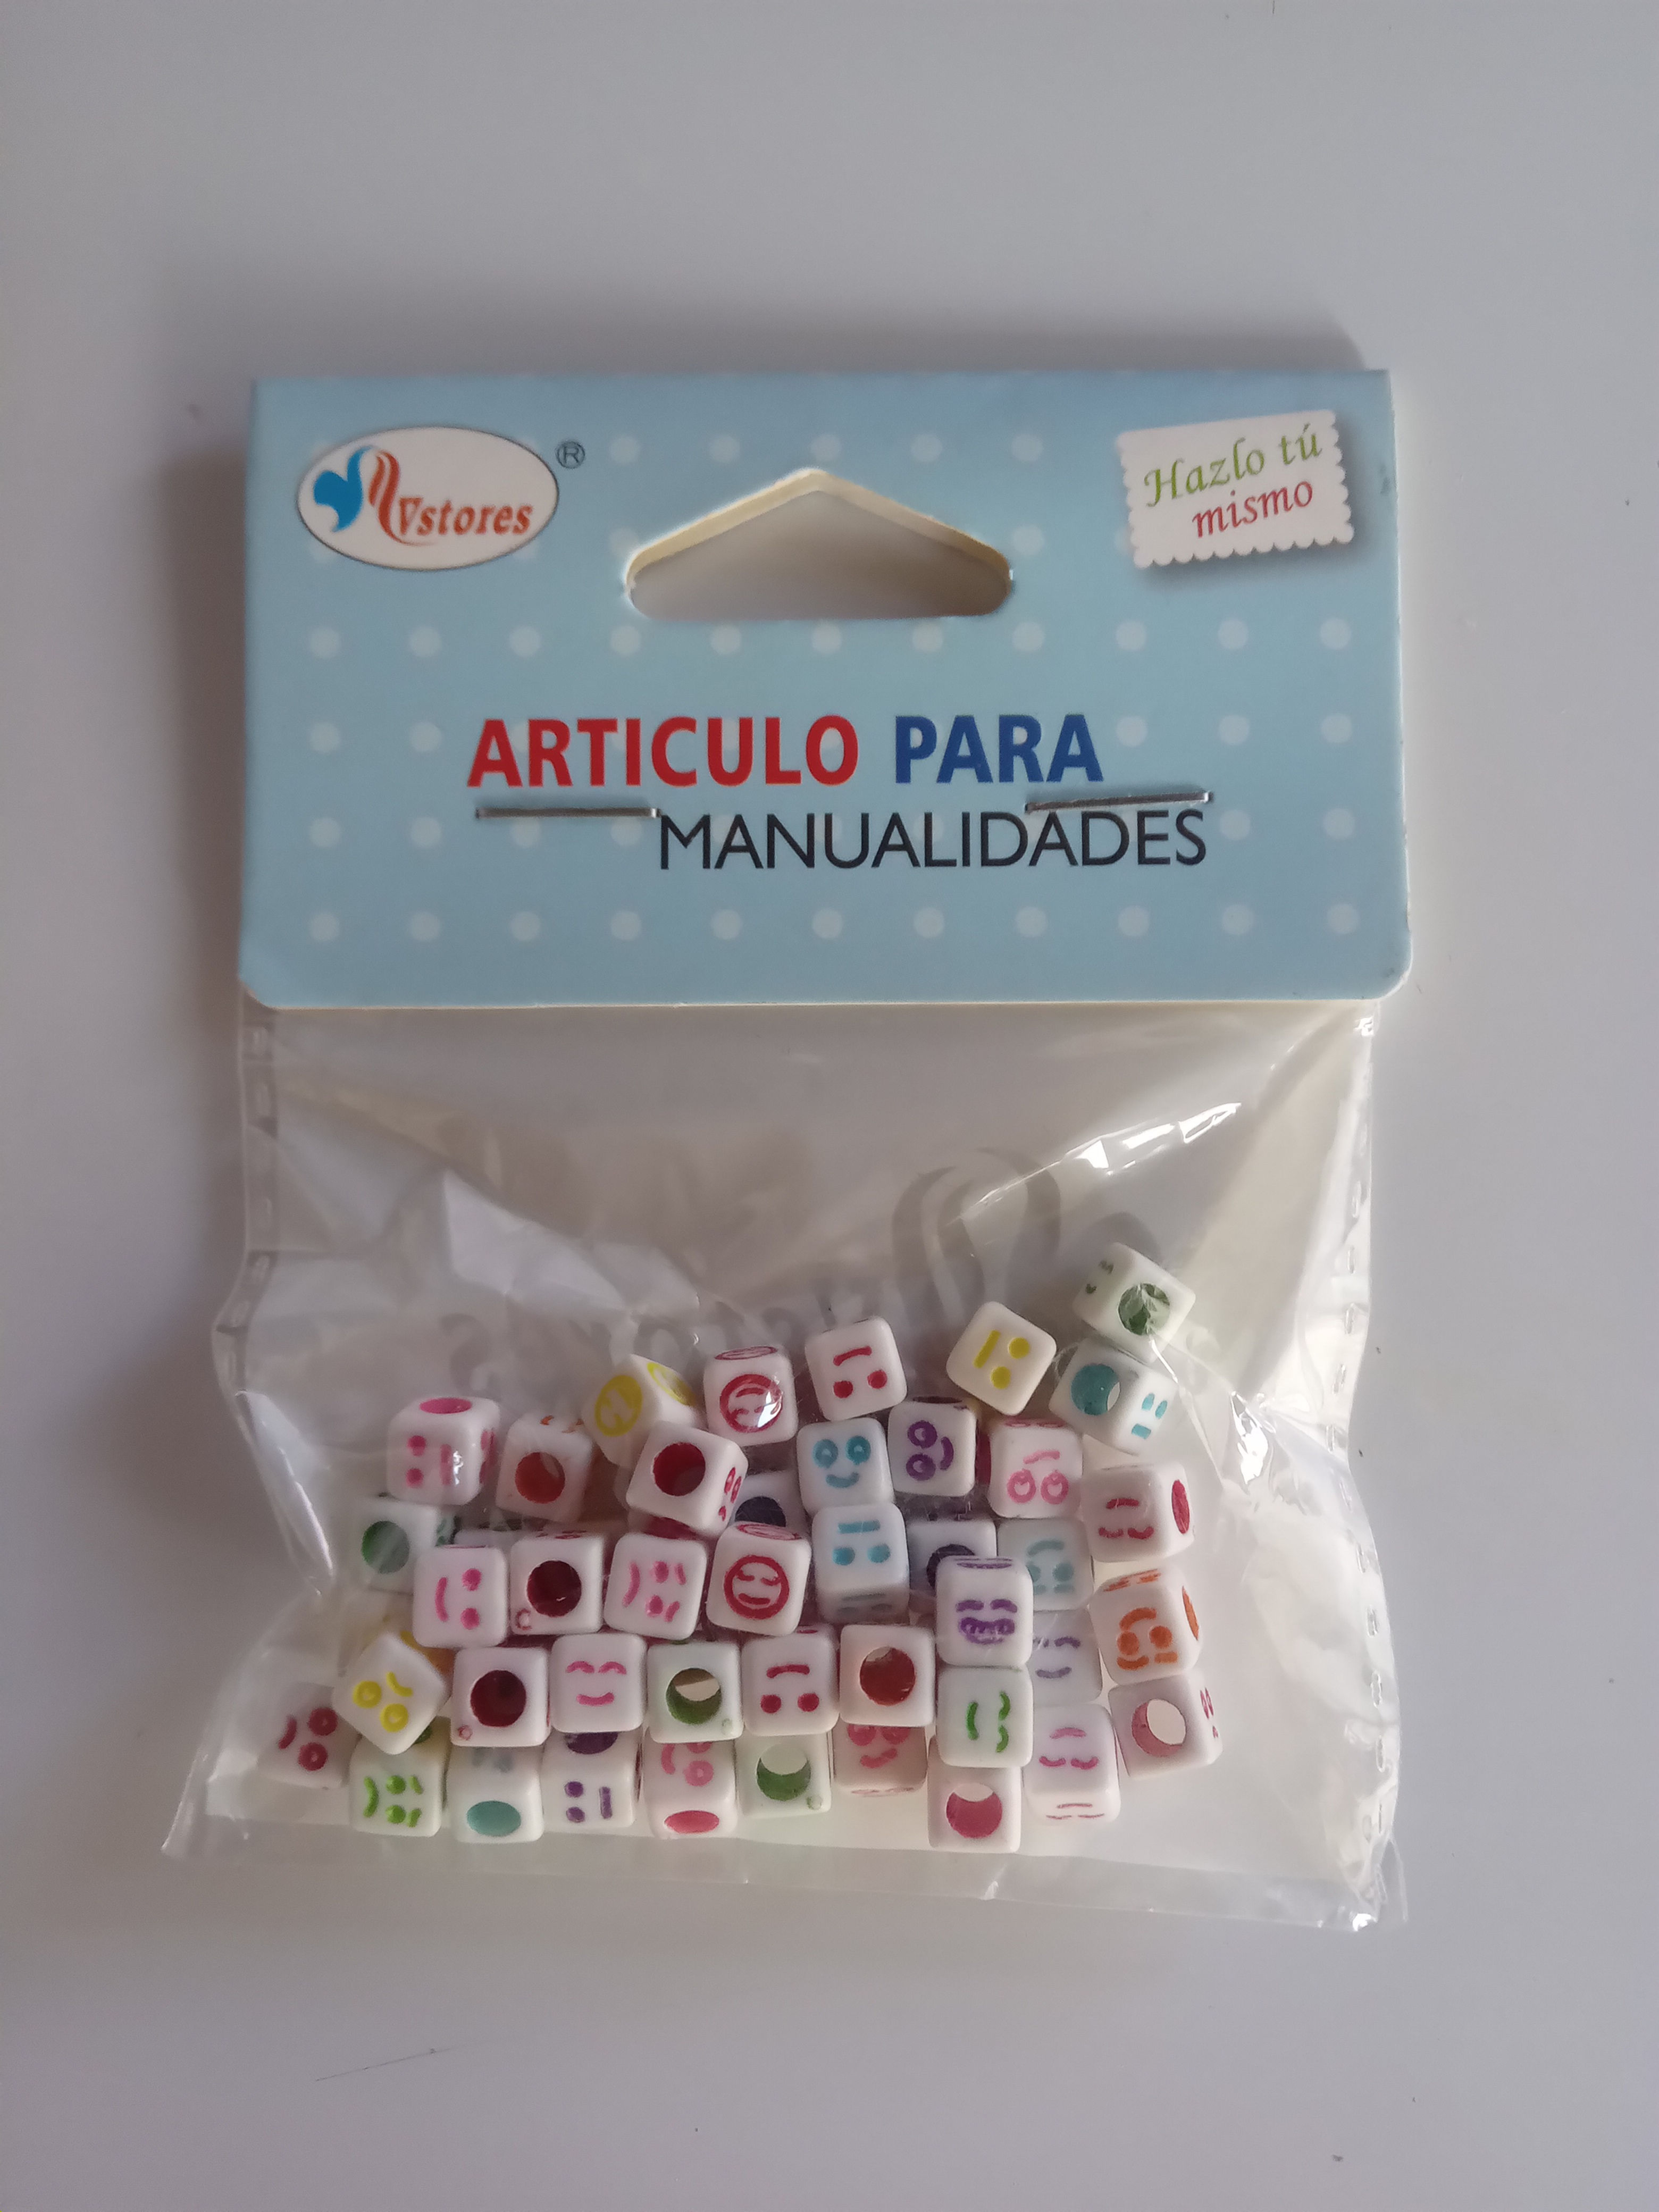 Vstores ®
Hazlo tú
mismo
ARTICULO PARA
MANUALIDADES